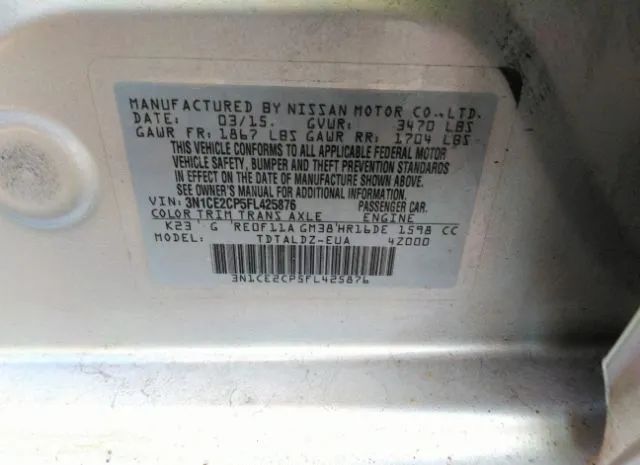 MANUFACTURED BY NISSAN MOTOR CO.,LTD.
DATE: 03/15. GVWR: 3470 LBS
GAWR FR: 1867 LBS GAWR RR: 1704 LBS
THIS VEHICLE CONFORMS TO ALL APPLICABLE FEDERAL MOTOR
VEHICLE SAFETY, BUMPER AND THEFT PREVENTION STANDARDS
IN EFFECT ON THE DATE OF MANUFACTURE SHOWN ABOVE.
SEE OWNER'S MANUAL FOR ADDITIONAL INFORMATION.
VIN: 3N1CE2CP5FL425876 PASSENGER CAR.
COLOR TRIM TRANS AXLE ENGINE
K23 G RE0F11A GM38 HR16DE 1598 CC
MODEL: TDTALDZ-EUA 4Z000
3N1CE2CP5FL425876